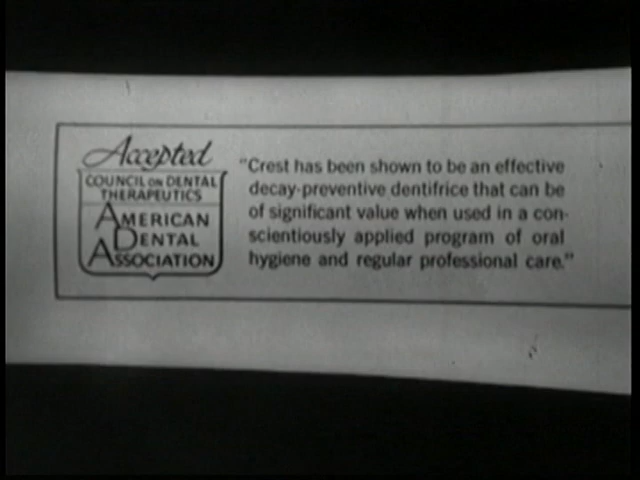 Accepted
COUNCIL ON DENTAL
THERAPEUTICS
AMERICAN
DENTAL
ASSOCIATION
"Crest has been shown to be an effective
decay-preventive dentifrice that can be
of significant value when used in a con-
scientiously applied program of oral
hygiene and regular professional care."